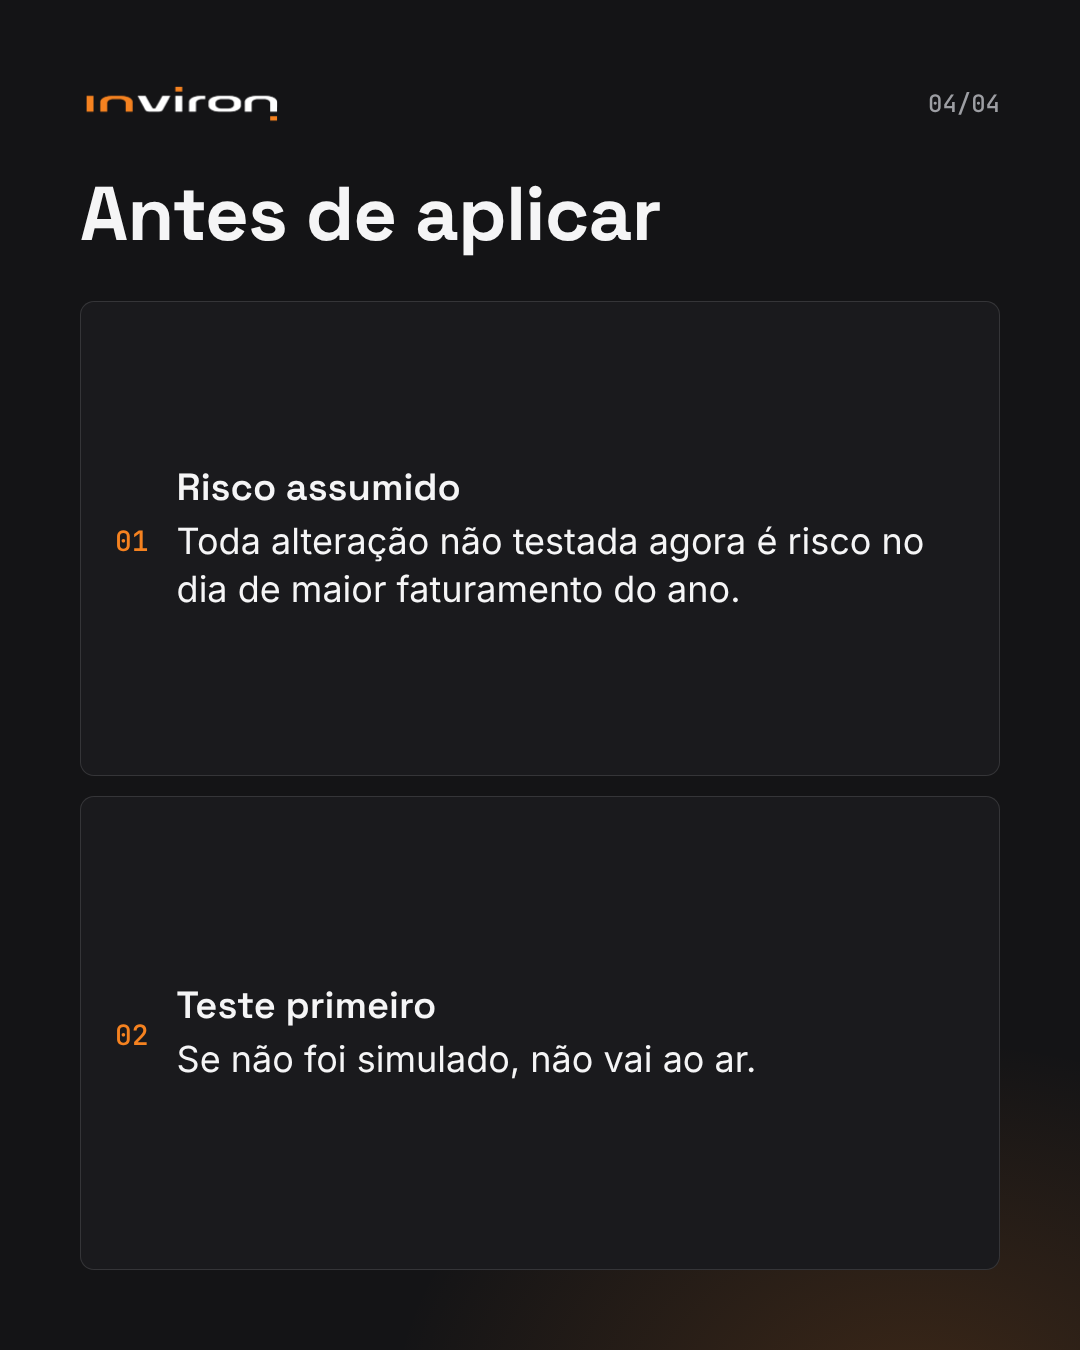 inviron
04/04
Antes de aplicar
Risco assumido
01
Toda alteração não testada agora é risco no
dia de maior faturamento do ano.
Teste primeiro
02
Se não foi simulado, não vai ao ar.